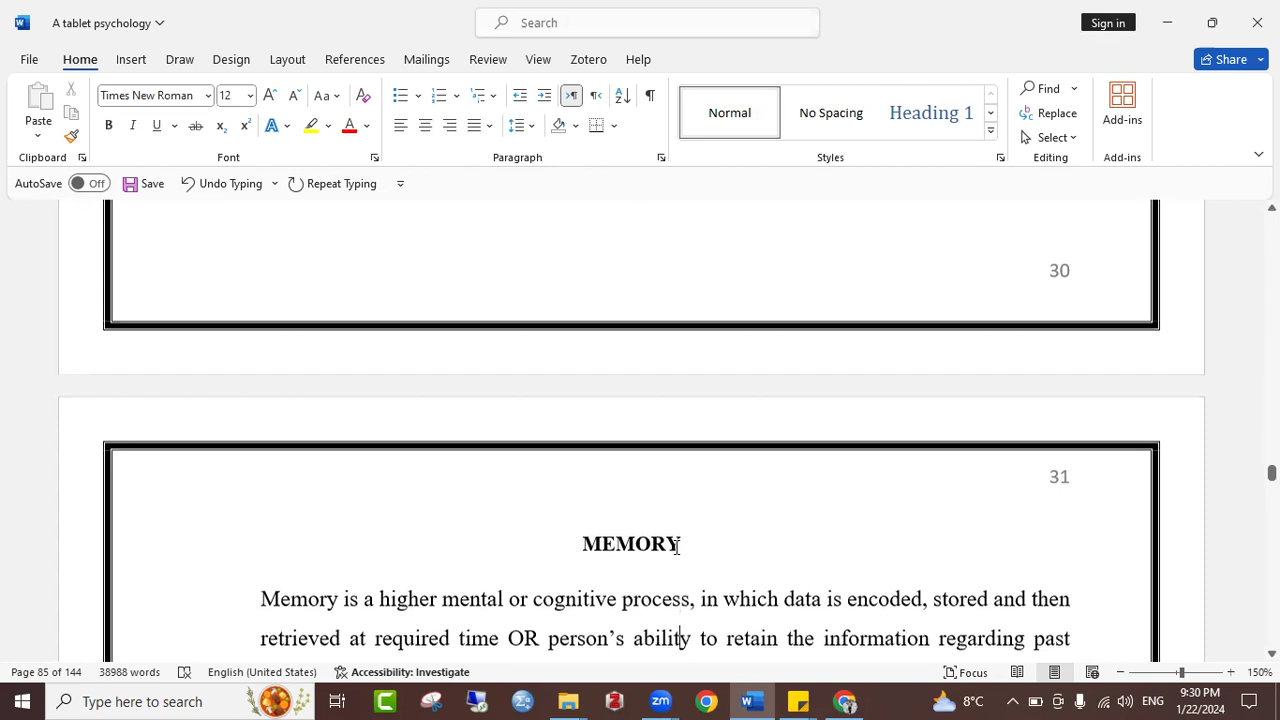 A tablet psychology
Search
Sign in
File Home Insert Draw Design Layout References Mailings Review View Zotero Help
Share
Paste
Times New Roman 12
Aa
B I U ab x₂ x² A A
Normal
No Spacing
Heading 1
Find
Replace
Select
Add-ins
Clipboard Font Paragraph Styles Editing Add-ins
AutoSave Off Save Undo Typing Repeat Typing
30
31
MEMORY
Memory is a higher mental or cognitive process, in which data is encoded, stored and then
retrieved at required time OR person's ability to retain the information regarding past
Page 85 of 144 38988 words English (United States) Accessibility: Investigate Focus 150%
Type here to search
zm
8°C
ENG
9:30 PM
1/22/2024